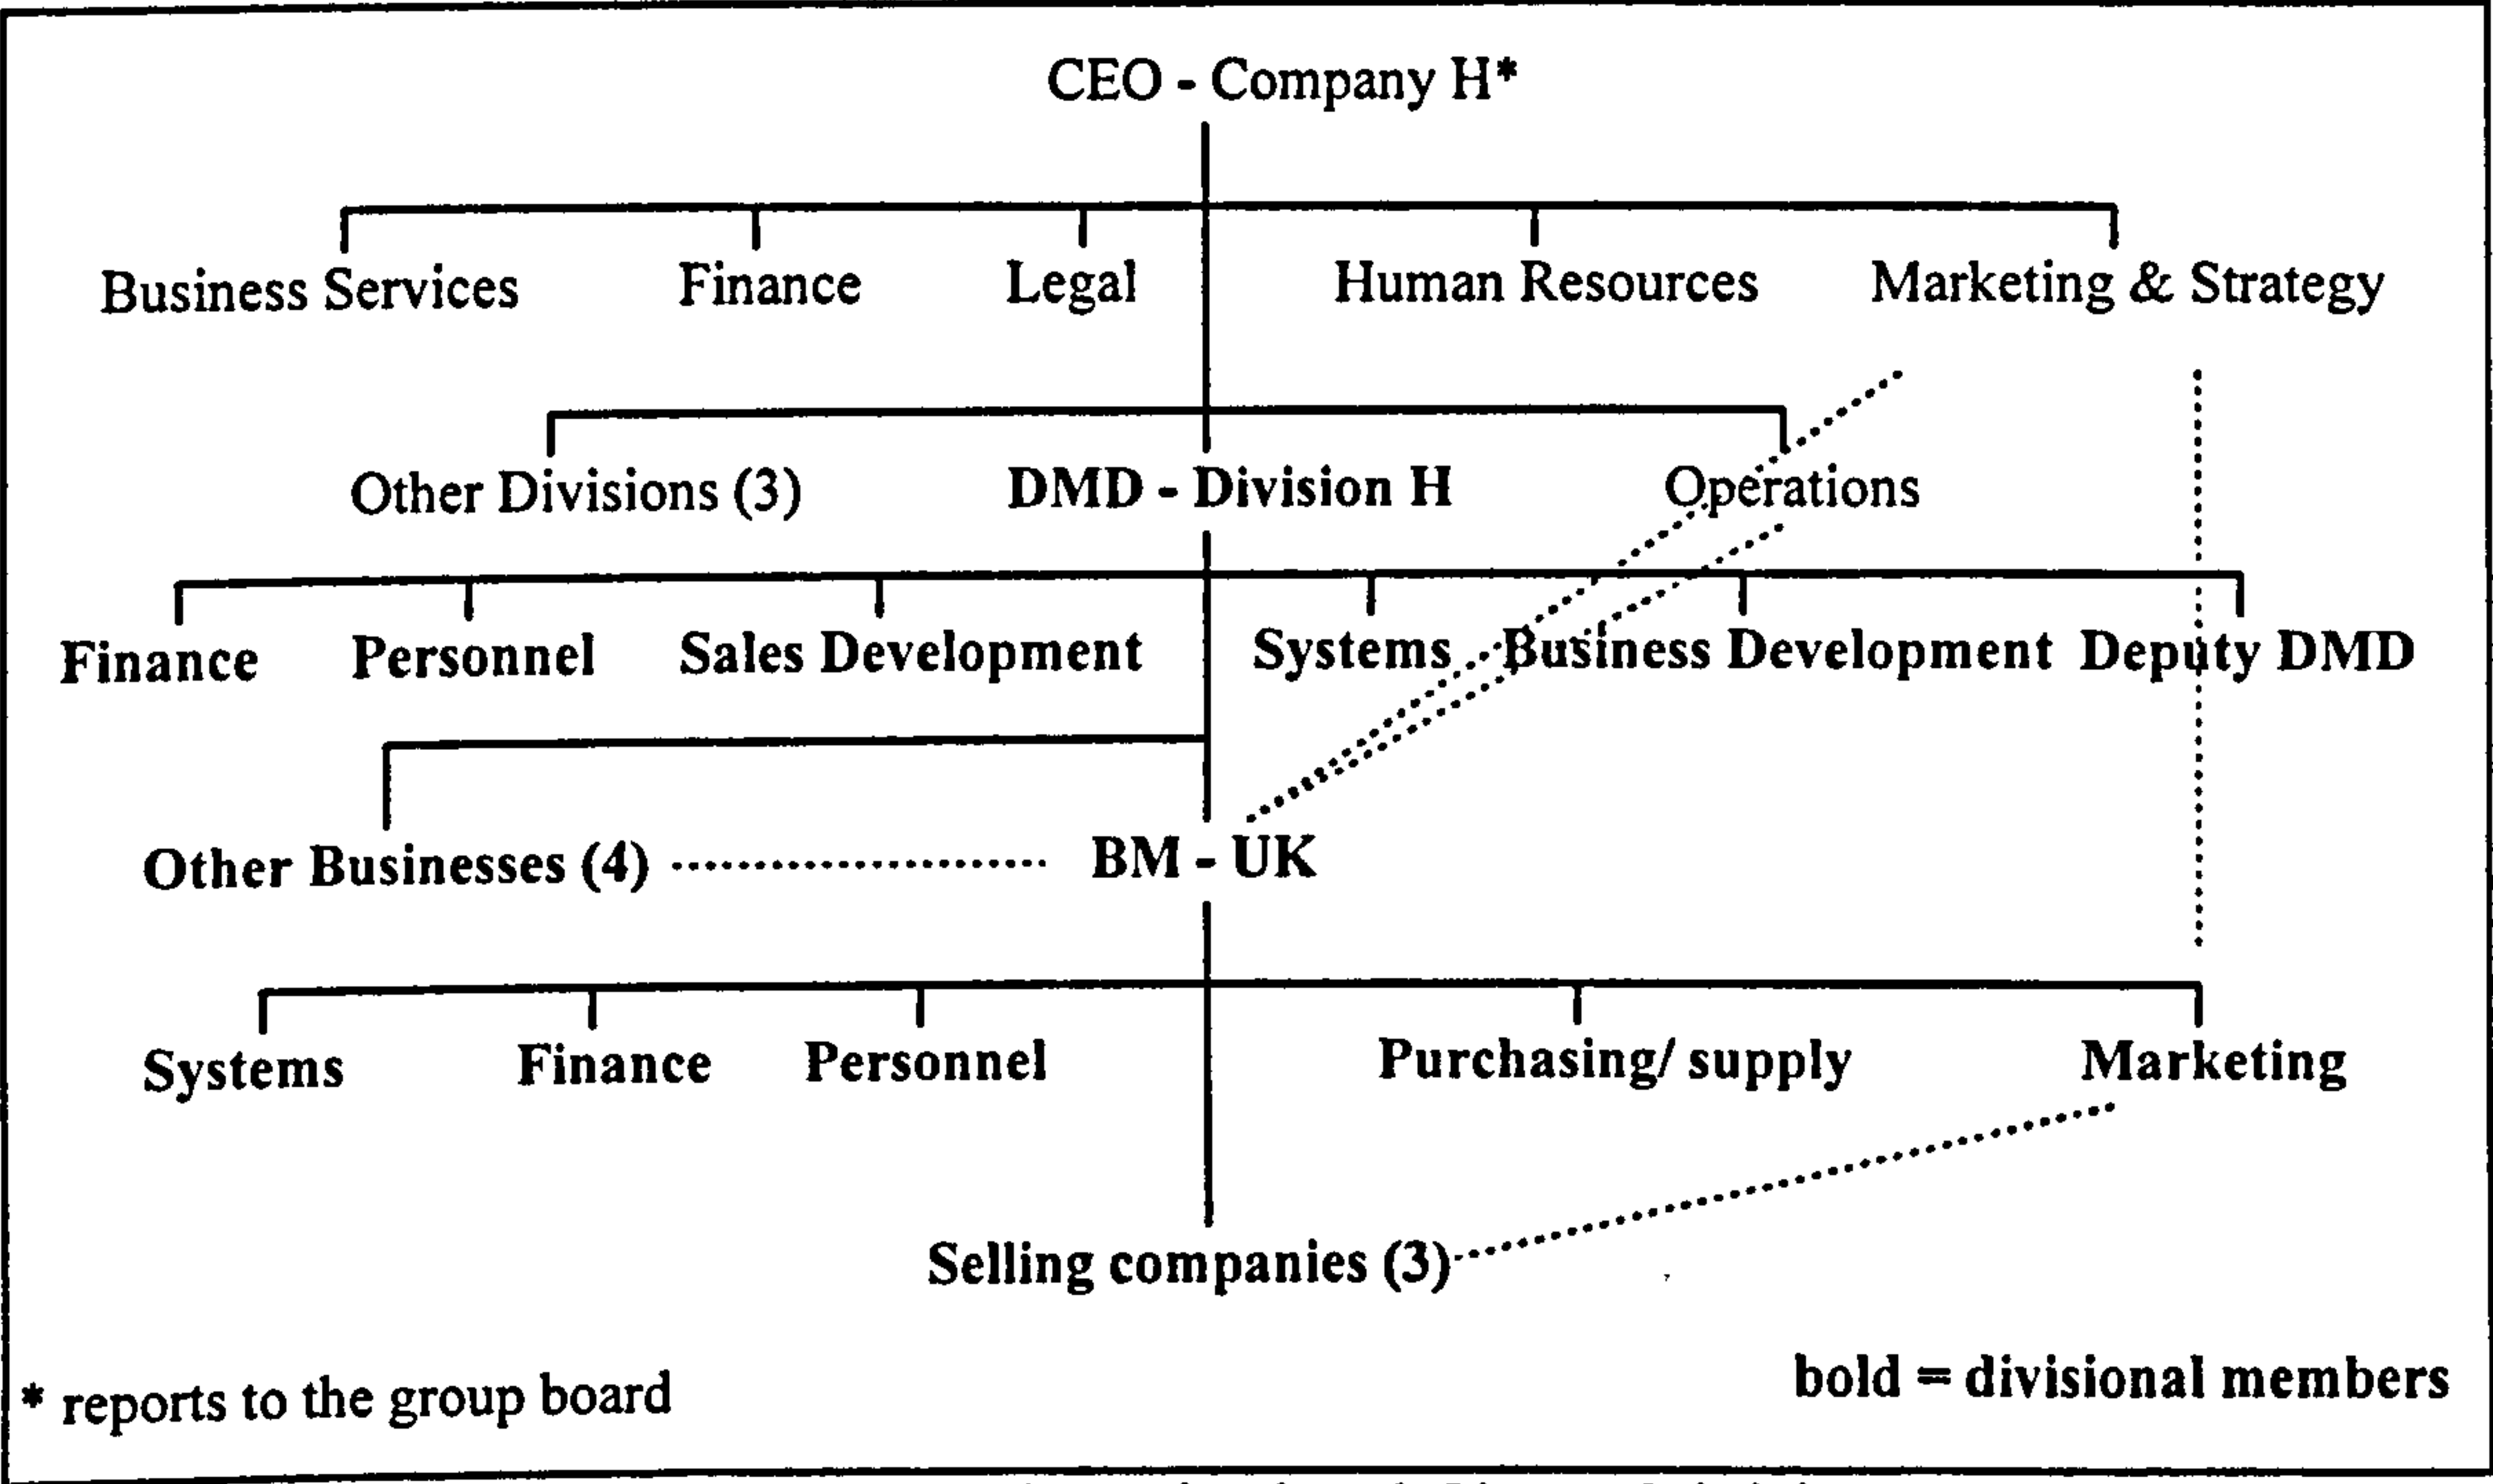 CEO - Company H*
Business Services Finance Legal Human Resources Marketing & Strategy
Other Divisions (3) DMD - Division H Operations
Finance Personnel Sales Development Systems Business Development Deputy DMD
Other Businesses (4) BM - UK
Systems Finance Personnel Purchasing/ supply Marketing
Selling companies (3)
* reports to the group board bold = divisional members